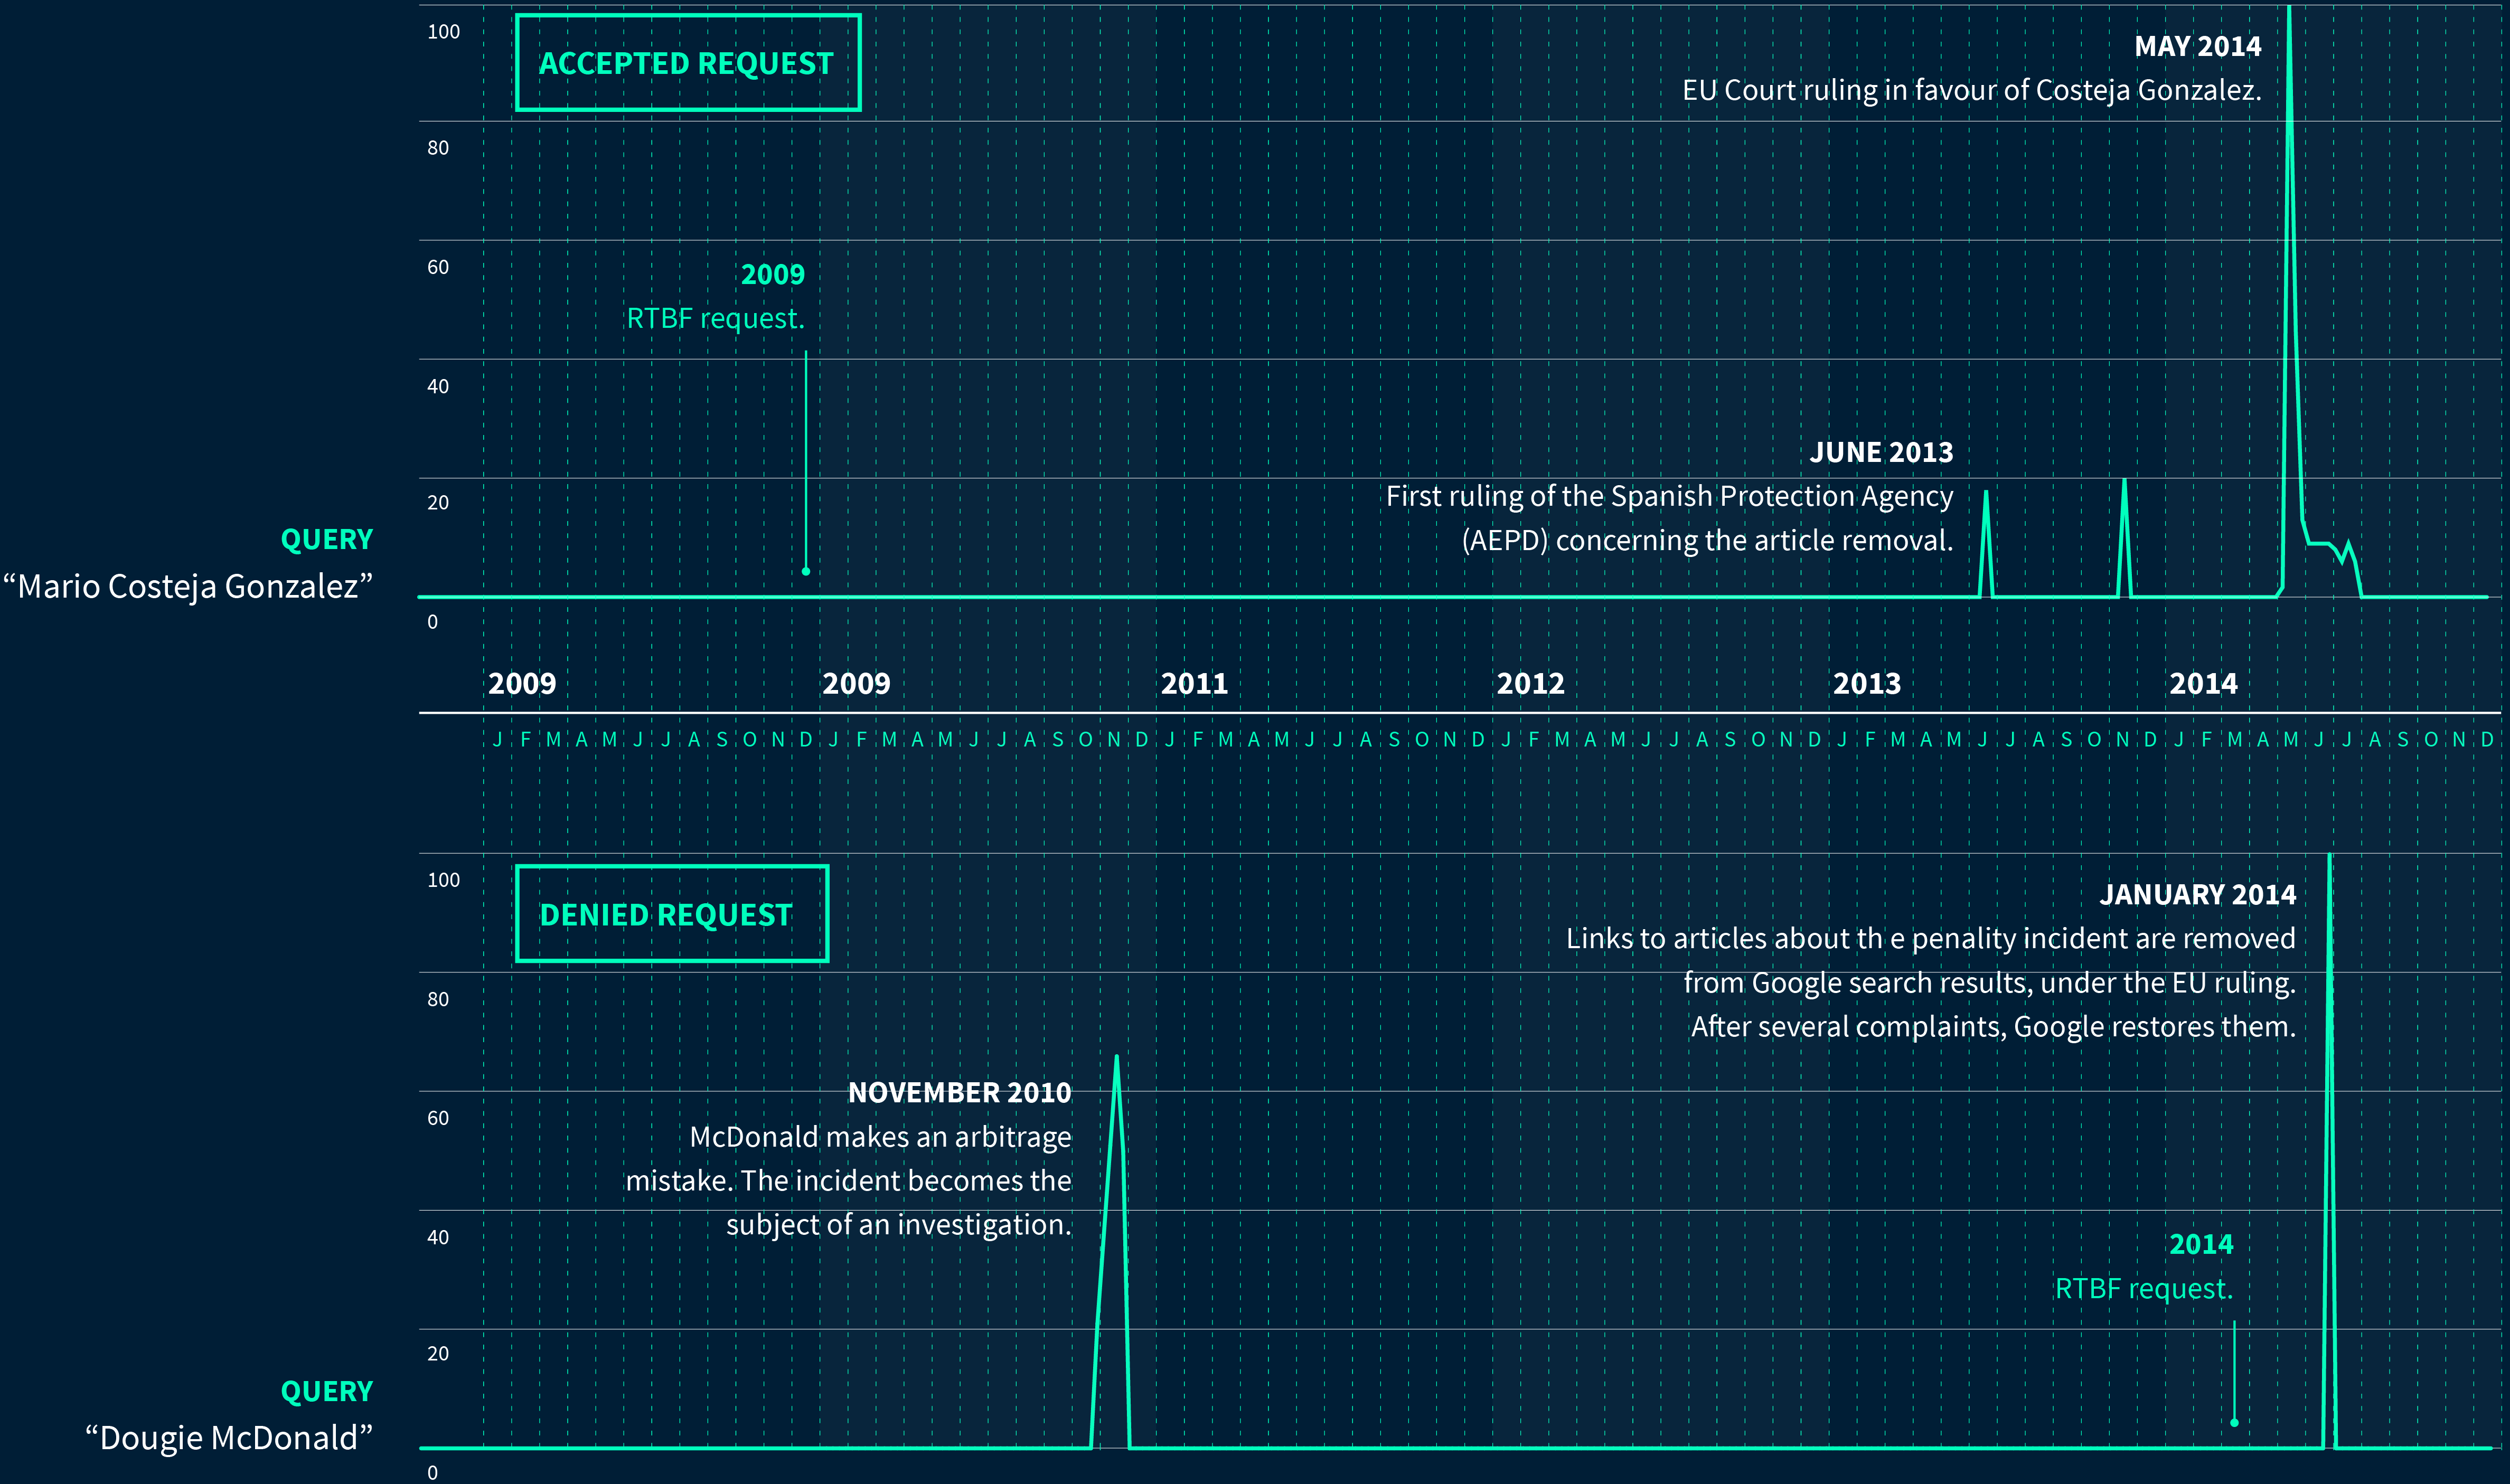 100
ACCEPTED REQUEST
MAY 2014
EU Court ruling in favour of Costeja Gonzalez.
80
60
2009
RTBF request.
40
JUNE 2013
20
First ruling of the Spanish Protection Agency
(AEPD) concerning the article removal.
QUERY
“Mario Costeja Gonzalez”
0
2009 2009 2011 2012 2013 2014
J F M A M J J A S O N D J F M A M J J A S O N D J F M A M J J A S O N D J F M A M J J A S O N D J F M A M J J A S O N D J F M A M J J A S O N D
100
DENIED REQUEST
JANUARY 2014
Links to articles about th e penality incident are removed
from Google search results, under the EU ruling.
After several complaints, Google restores them.
80
60
NOVEMBER 2010
McDonald makes an arbitrage
mistake. The incident becomes the
subject of an investigation.
40
2014
RTBF request.
20
QUERY
“Dougie McDonald”
0